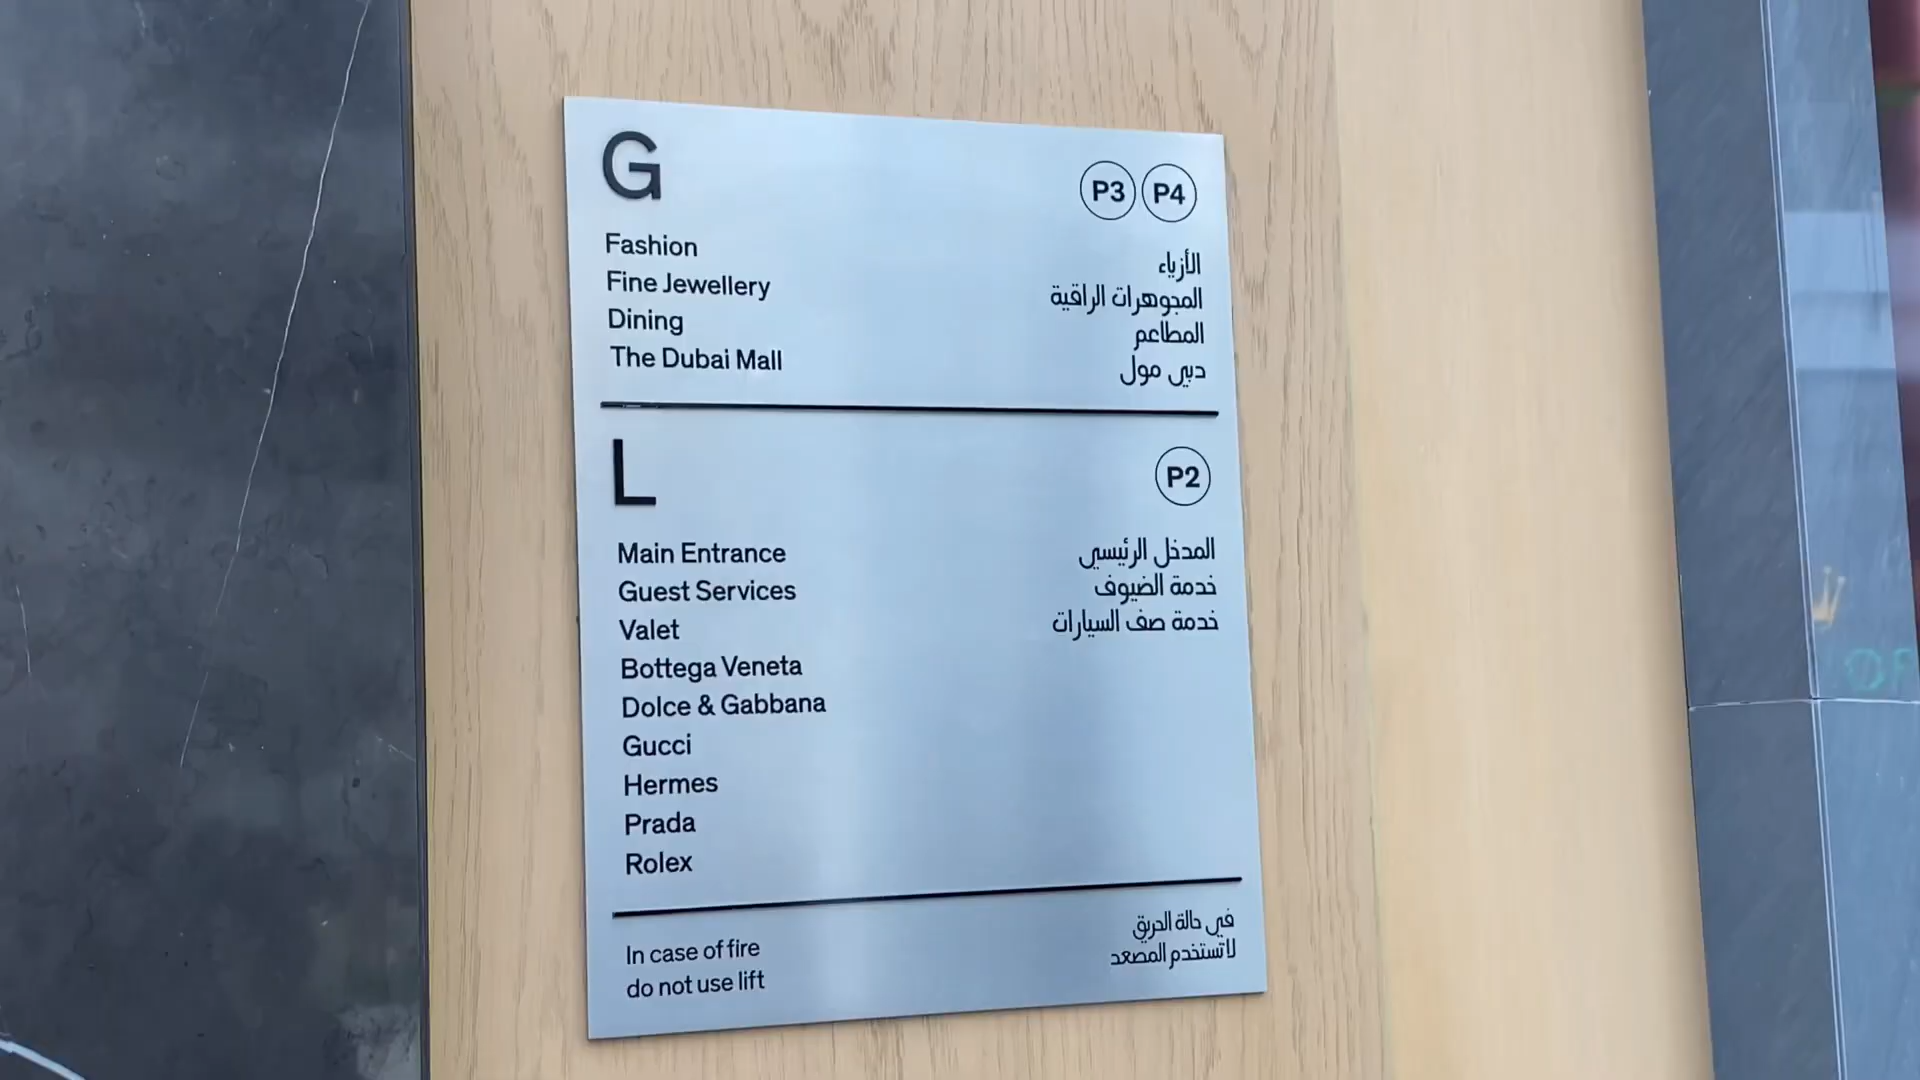 G
P3 P4
Fashion
Fine Jewellery
Dining
The Dubai Mall
الأزياء
المجوهرات الراقية
المطاعم
دبي مول
L
P2
Main Entrance
Guest Services
Valet
Bottega Veneta
Dolce & Gabbana
Gucci
Hermes
Prada
Rolex
المدخل الرئيسي
خدمة الضيوف
خدمة صف السيارات
In case of fire
do not use lift
في حالة الحريق
لا تستخدم المصعد